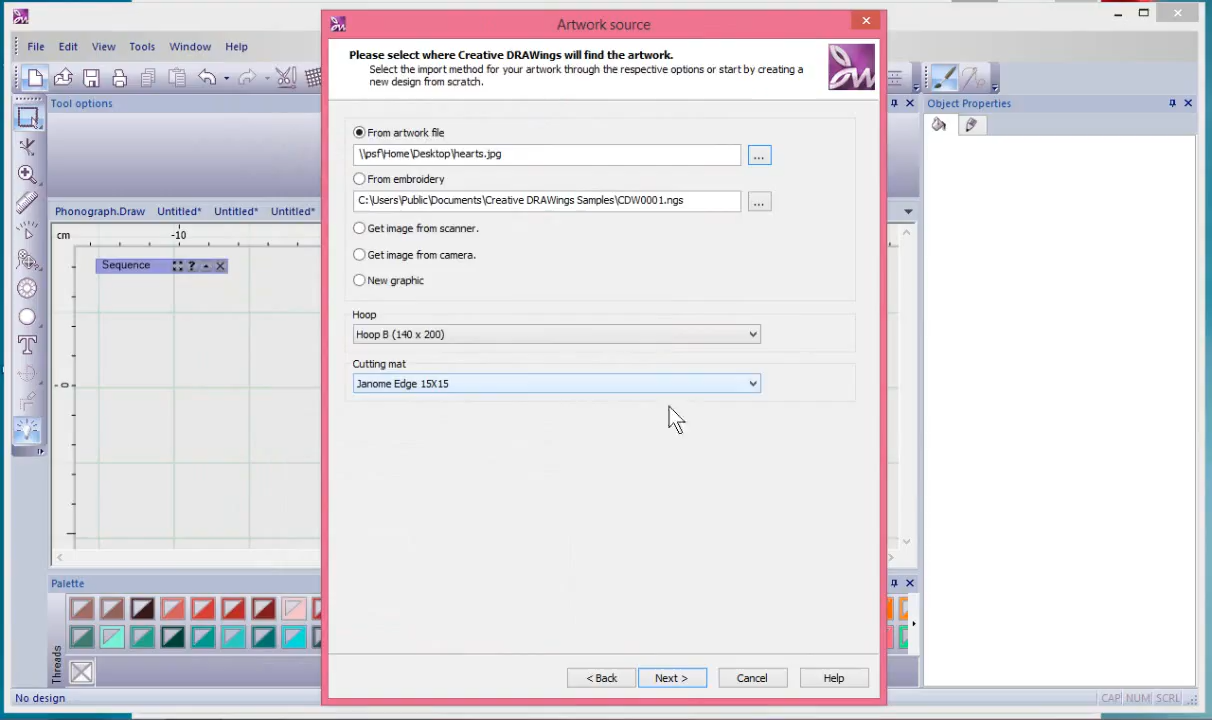 Artwork source
File Edit View Tools Window Help
Please select where Creative DRAWings will find the artwork.
Select the import method for your artwork through the respective options or start by creating a
new design from scratch.
Tool options
Object Properties
From artwork file
\\psf\Home\Desktop\hearts.jpg
...
From embroidery
C:\Users\Public\Documents\Creative DRAWings Samples\CDW0001.ngs
...
Phonograph.Draw Untitled* Untitled* Untitled*
Get image from scanner.
cm
-10
Get image from camera.
Sequence
New graphic
Hoop
Hoop B (140 x 200)
Cutting mat
Janome Edge 15X15
0
Palette
Threads
< Back Next > Cancel Help
No design
CAP NUM SCRL